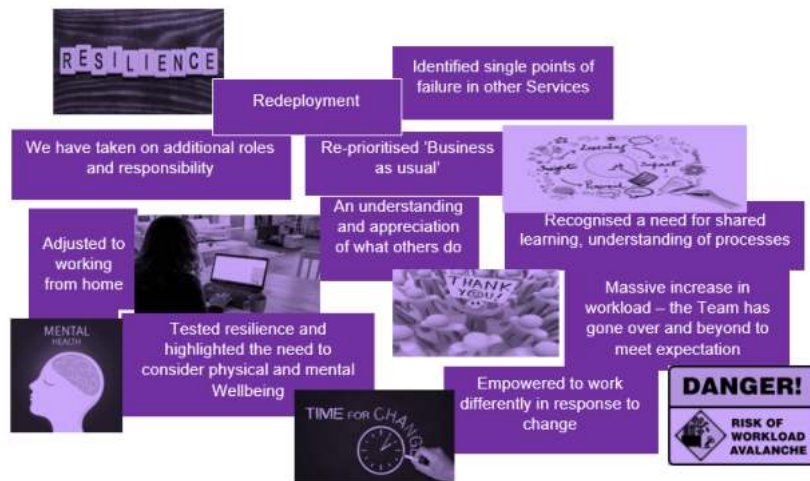 RESILIENCE
Identified single points of
failure in other Services
Redeployment
We have taken on additional roles
and responsibility
Re-prioritised 'Business
as usual'
Learning
Insights
Impact
An understanding
and appreciation
of what others do
Recognised a need for shared
learning, understanding of processes
Adjusted to
working
from home
THANK
YOU!
Massive increase in
workload – the Team has
gone over and beyond to
meet expectation
MENTAL
HEALTH
Tested resilience and
highlighted the need to
consider physical and mental
Wellbeing
Empowered to work
differently in response to
change
TIME FOR CHANGE
DANGER!
RISK OF
WORKLOAD
AVALANCHE